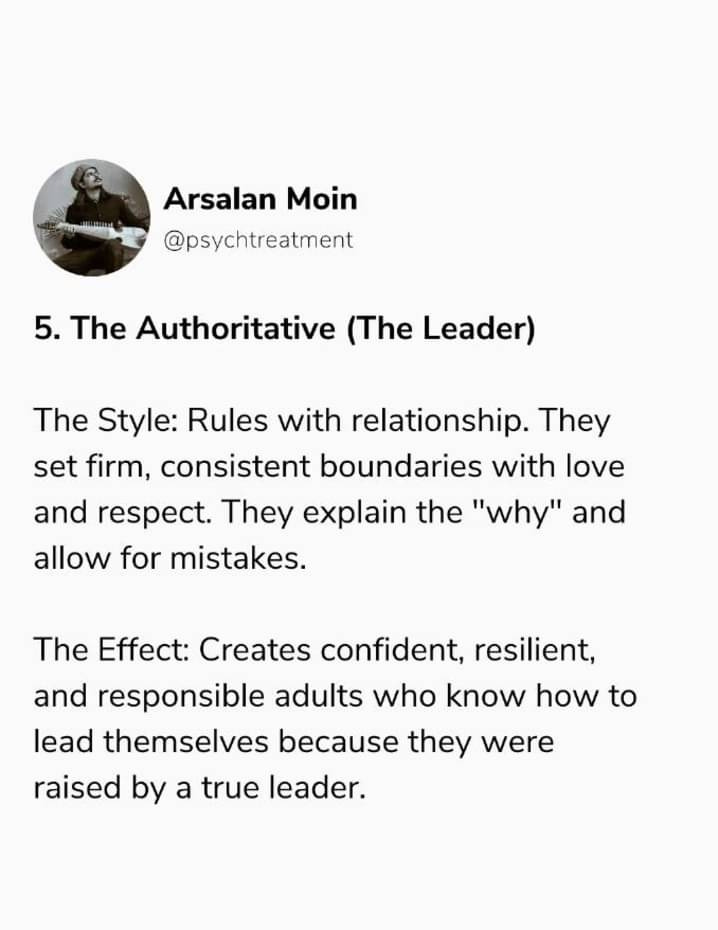 Arsalan Moin
@psychtreatment
5. The Authoritative (The Leader)
The Style: Rules with relationship. They
set firm, consistent boundaries with love
and respect. They explain the "why" and
allow for mistakes.
The Effect: Creates confident, resilient,
and responsible adults who know how to
lead themselves because they were
raised by a true leader.